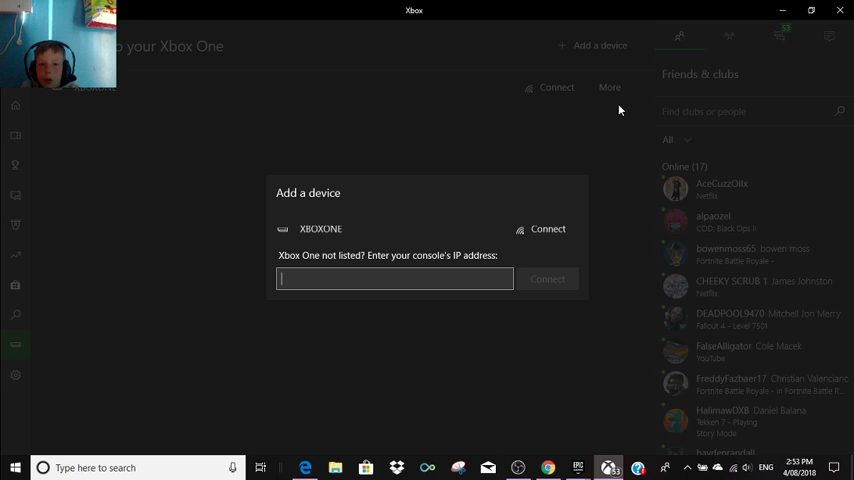 Xbox
o your Xbox One
+ Add a device
53
Friends & clubs
Connect
More
Find clubs or people
All
Online (17)
AceCuzzOllx
Netflix
alpaozel
COD: Black Ops II
bowenmoss65 bowen moss
Fortnite Battle Royale -
CHEEKY SCRUB 1 James Johnston
Netflix
DEADPOOL9470 Mitchell Jon Merry
Fallout 4 - Level 7501
FalseAlligator Cole Macek
YouTube
FreddyFazbaer17 Christian Valencianc
Fortnite Battle Royale - in Fortnite Battle R...
HalimawDXB Daniel Balana
Tekken 7 - Playing
Story Mode
Add a device
XBOXONE
Connect
Xbox One not listed? Enter your console's IP address:
Connect
Type here to search
EPIC
53
ENG
2:53 PM
4/08/2018